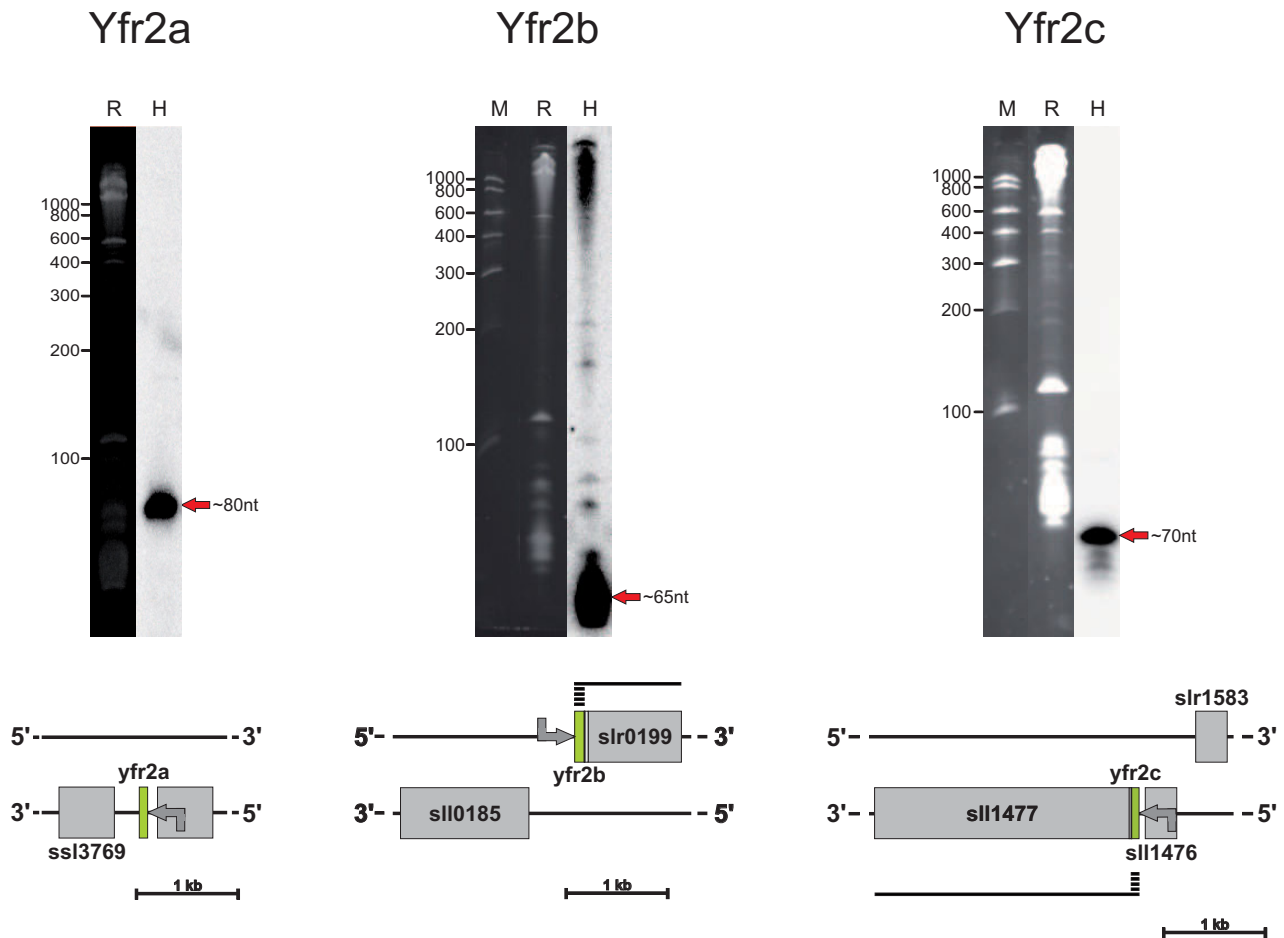 Yfr2a
Yfr2b
Yfr2c
R H
M R H
M R H
1000
800
600
400
300
200
100
~80nt
1000
800
600
400
300
200
100
~65nt
1000
800
600
400
300
200
100
~70nt
5' 3'
yfr2a
3' 5'
ssl3769
1 kb
5' slr0199 3'
yfr2b
3' sll0185 5'
1 kb
slr1583
5' 3'
yfr2c
3' sll1477 5'
sll1476
1 kb